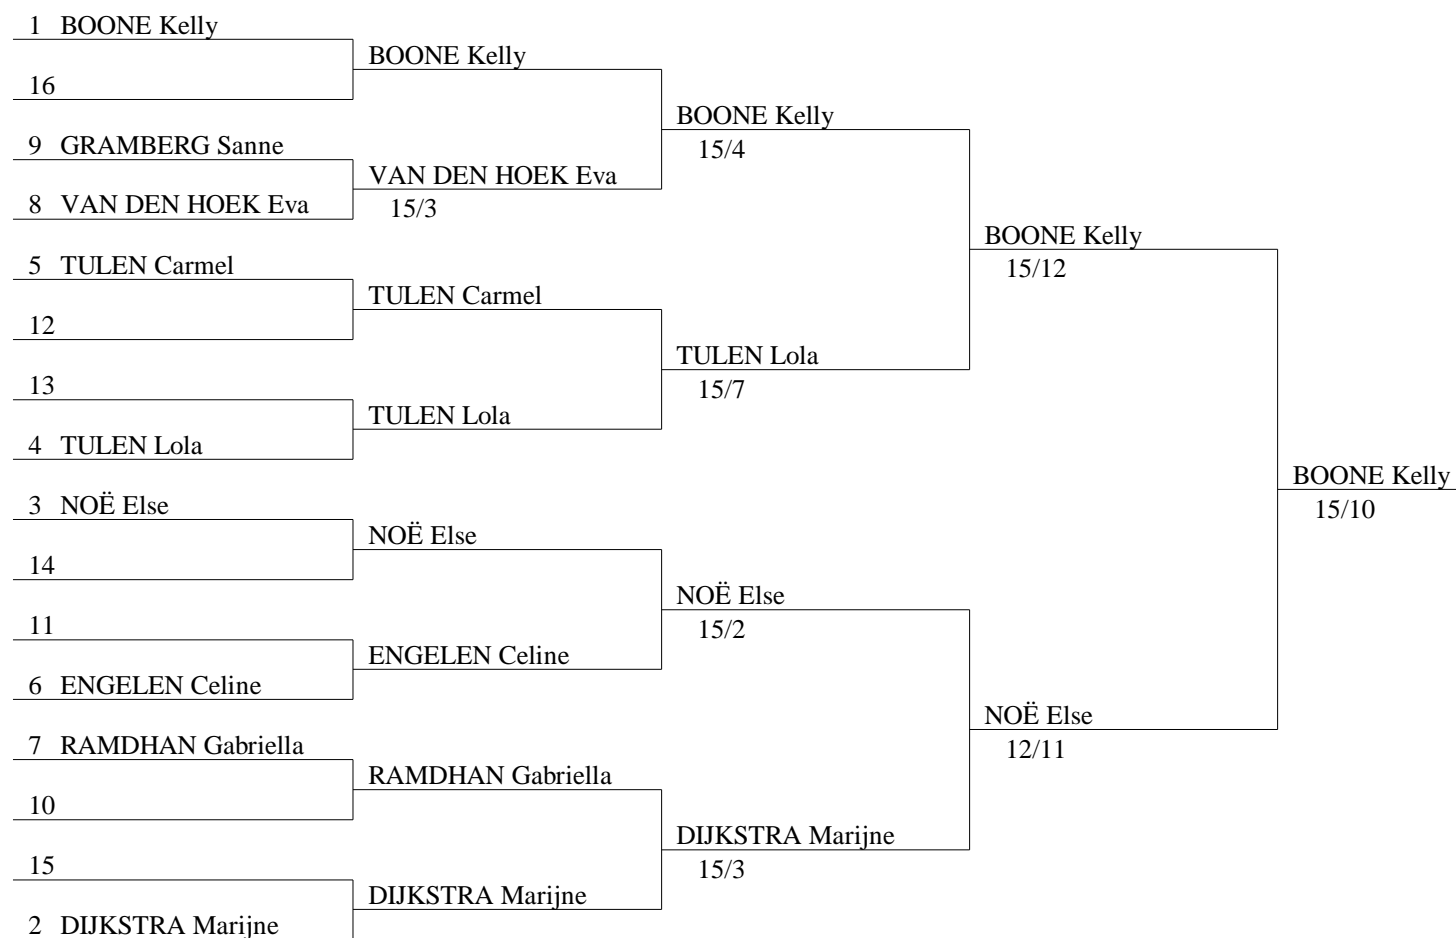 1 BOONE Kelly
BOONE Kelly
16
BOONE Kelly
15/4
9 GRAMBERG Sanne
VAN DEN HOEK Eva
15/3
8 VAN DEN HOEK Eva
BOONE Kelly
15/12
5 TULEN Carmel
TULEN Carmel
12
TULEN Lola
15/7
13
TULEN Lola
4 TULEN Lola
BOONE Kelly
15/10
3 NOË Else
NOË Else
14
NOË Else
15/2
11
ENGELEN Celine
6 ENGELEN Celine
NOË Else
12/11
7 RAMDHAN Gabriella
RAMDHAN Gabriella
10
DIJKSTRA Marijne
15/3
15
DIJKSTRA Marijne
2 DIJKSTRA Marijne